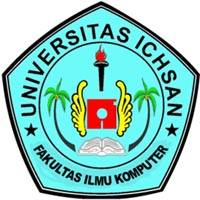 UNIVERSITAS ICHSAN
FAKULTAS ILMU KOMPUTER